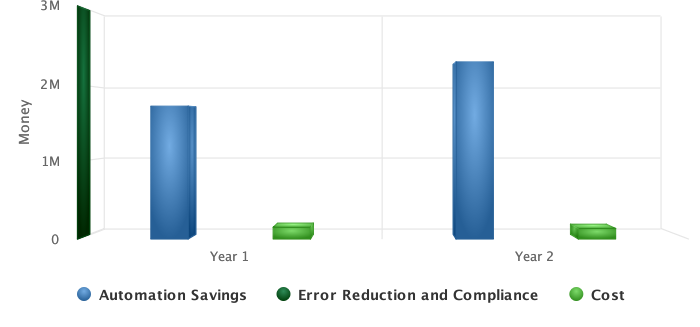 3M
2M
Money
1M
0
Year 1
Year 2
Automation Savings
Error Reduction and Compliance
Cost